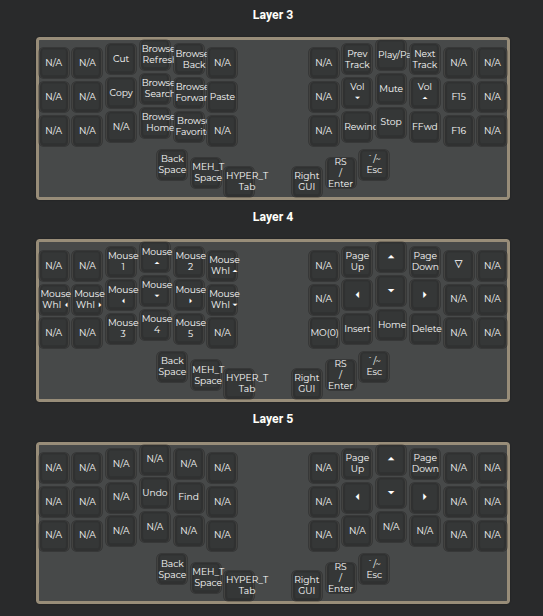 Layer 3
N/A N/A Cut Browse Refres Browse Back N/A N/A Prev Track Play/Pa Next Track N/A N/A
N/A N/A Copy Browse Search Browse Forwar Paste N/A Vol Mute Vol F15 N/A
N/A N/A N/A Browse Home Browse Favorit N/A N/A Rewind Stop FFwd F16 N/A
Back Space MEH_T Space HYPER_T Tab Right GUI RS / Enter `/~ Esc
Layer 4
N/A N/A Mouse 1 Mouse Mouse 2 Mouse Whl N/A Page Up Page Down ▽ N/A
Mouse Whl Mouse Whl Mouse Mouse Mouse Mouse Whl N/A N/A N/A
N/A N/A Mouse 3 Mouse 4 Mouse 5 N/A MO(0) Insert Home Delete N/A N/A
Back Space MEH_T Space HYPER_T Tab Right GUI RS / Enter `/~ Esc
Layer 5
N/A N/A N/A N/A N/A N/A N/A Page Up Page Down N/A N/A
N/A N/A N/A Undo Find N/A N/A N/A N/A
N/A N/A N/A N/A N/A N/A N/A N/A N/A N/A N/A N/A
Back Space MEH_T Space HYPER_T Tab Right GUI RS / Enter `/~ Esc